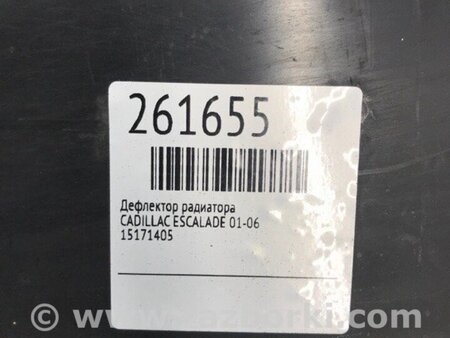 261655
Дефлектор радиатора
CADILLAC ESCALADE 01-06
15171405